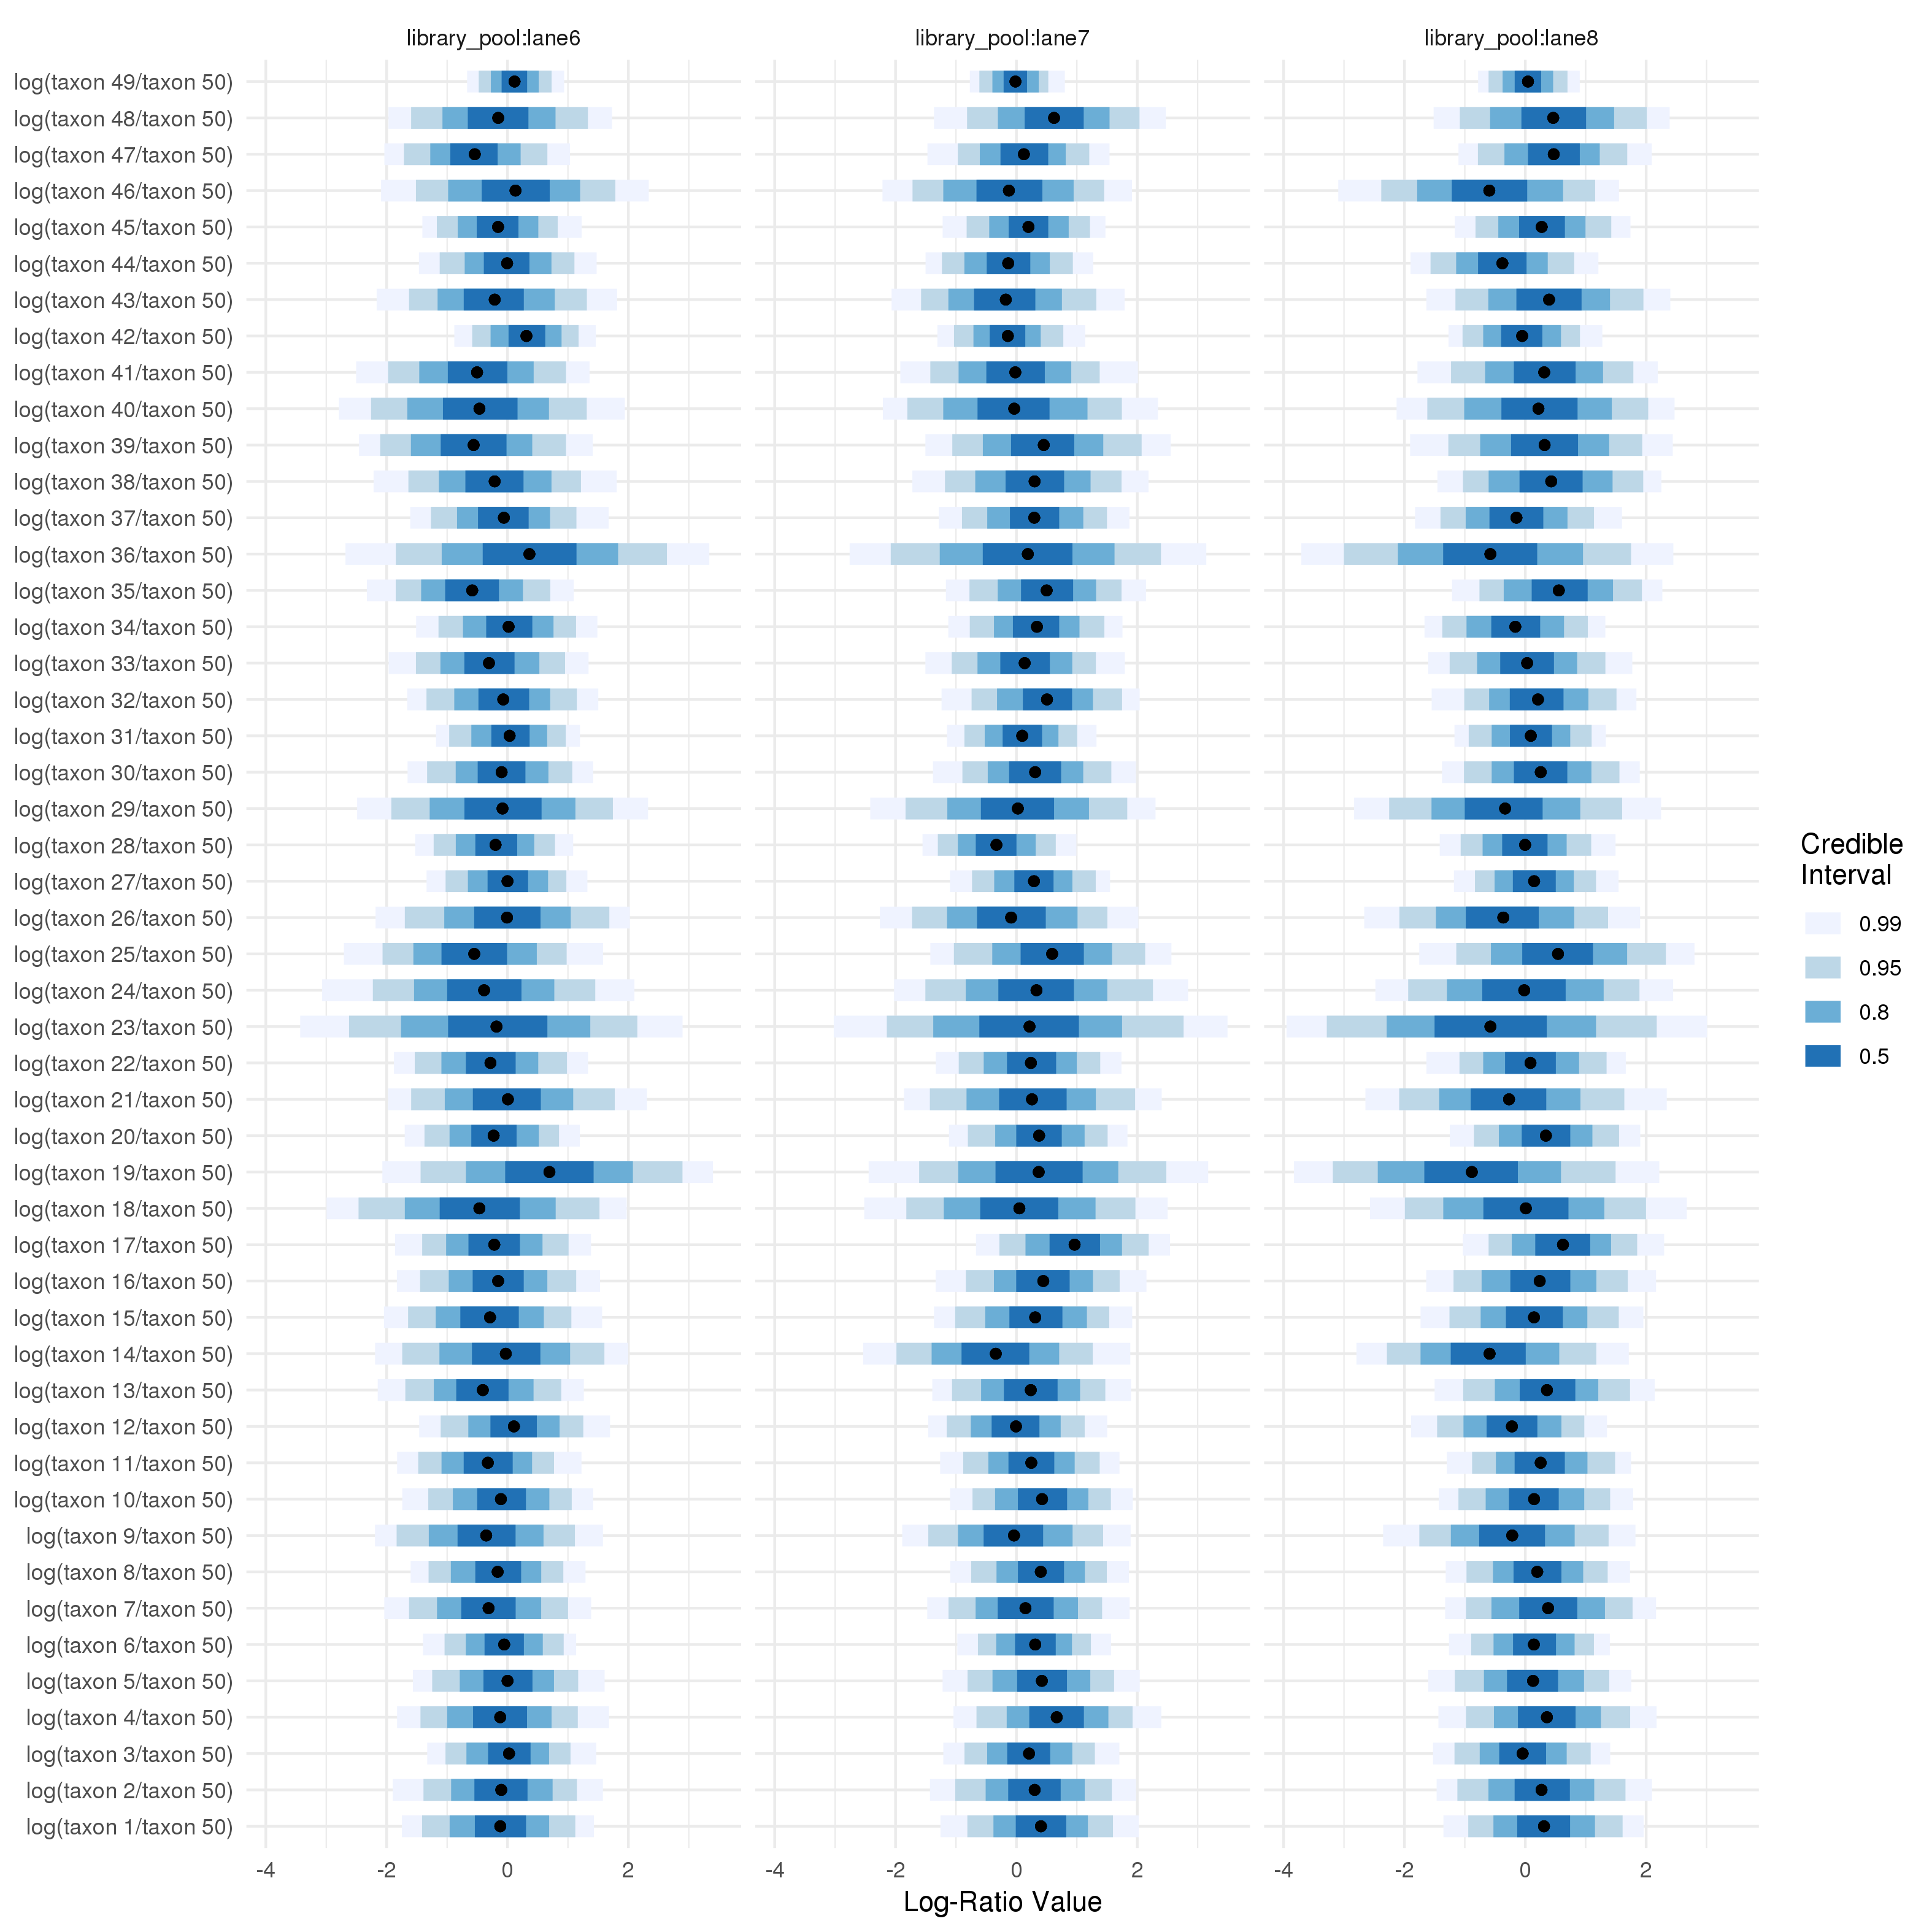 library_pool:lane6 library_pool:lane7 library_pool:lane8
log(taxon 49/taxon 50)
log(taxon 48/taxon 50)
log(taxon 47/taxon 50)
log(taxon 46/taxon 50)
log(taxon 45/taxon 50)
log(taxon 44/taxon 50)
log(taxon 43/taxon 50)
log(taxon 42/taxon 50)
log(taxon 41/taxon 50)
log(taxon 40/taxon 50)
log(taxon 39/taxon 50)
log(taxon 38/taxon 50)
log(taxon 37/taxon 50)
log(taxon 36/taxon 50)
log(taxon 35/taxon 50)
log(taxon 34/taxon 50)
log(taxon 33/taxon 50)
log(taxon 32/taxon 50)
log(taxon 31/taxon 50)
log(taxon 30/taxon 50)
log(taxon 29/taxon 50)
log(taxon 28/taxon 50)
log(taxon 27/taxon 50)
log(taxon 26/taxon 50)
log(taxon 25/taxon 50)
log(taxon 24/taxon 50)
log(taxon 23/taxon 50)
log(taxon 22/taxon 50)
log(taxon 21/taxon 50)
log(taxon 20/taxon 50)
log(taxon 19/taxon 50)
log(taxon 18/taxon 50)
log(taxon 17/taxon 50)
log(taxon 16/taxon 50)
log(taxon 15/taxon 50)
log(taxon 14/taxon 50)
log(taxon 13/taxon 50)
log(taxon 12/taxon 50)
log(taxon 11/taxon 50)
log(taxon 10/taxon 50)
log(taxon 9/taxon 50)
log(taxon 8/taxon 50)
log(taxon 7/taxon 50)
log(taxon 6/taxon 50)
log(taxon 5/taxon 50)
log(taxon 4/taxon 50)
log(taxon 3/taxon 50)
log(taxon 2/taxon 50)
log(taxon 1/taxon 50)
-4 -2 0 2 -4 -2 0 2 -4 -2 0 2
Log-Ratio Value
Credible
Interval
0.99
0.95
0.8
0.5